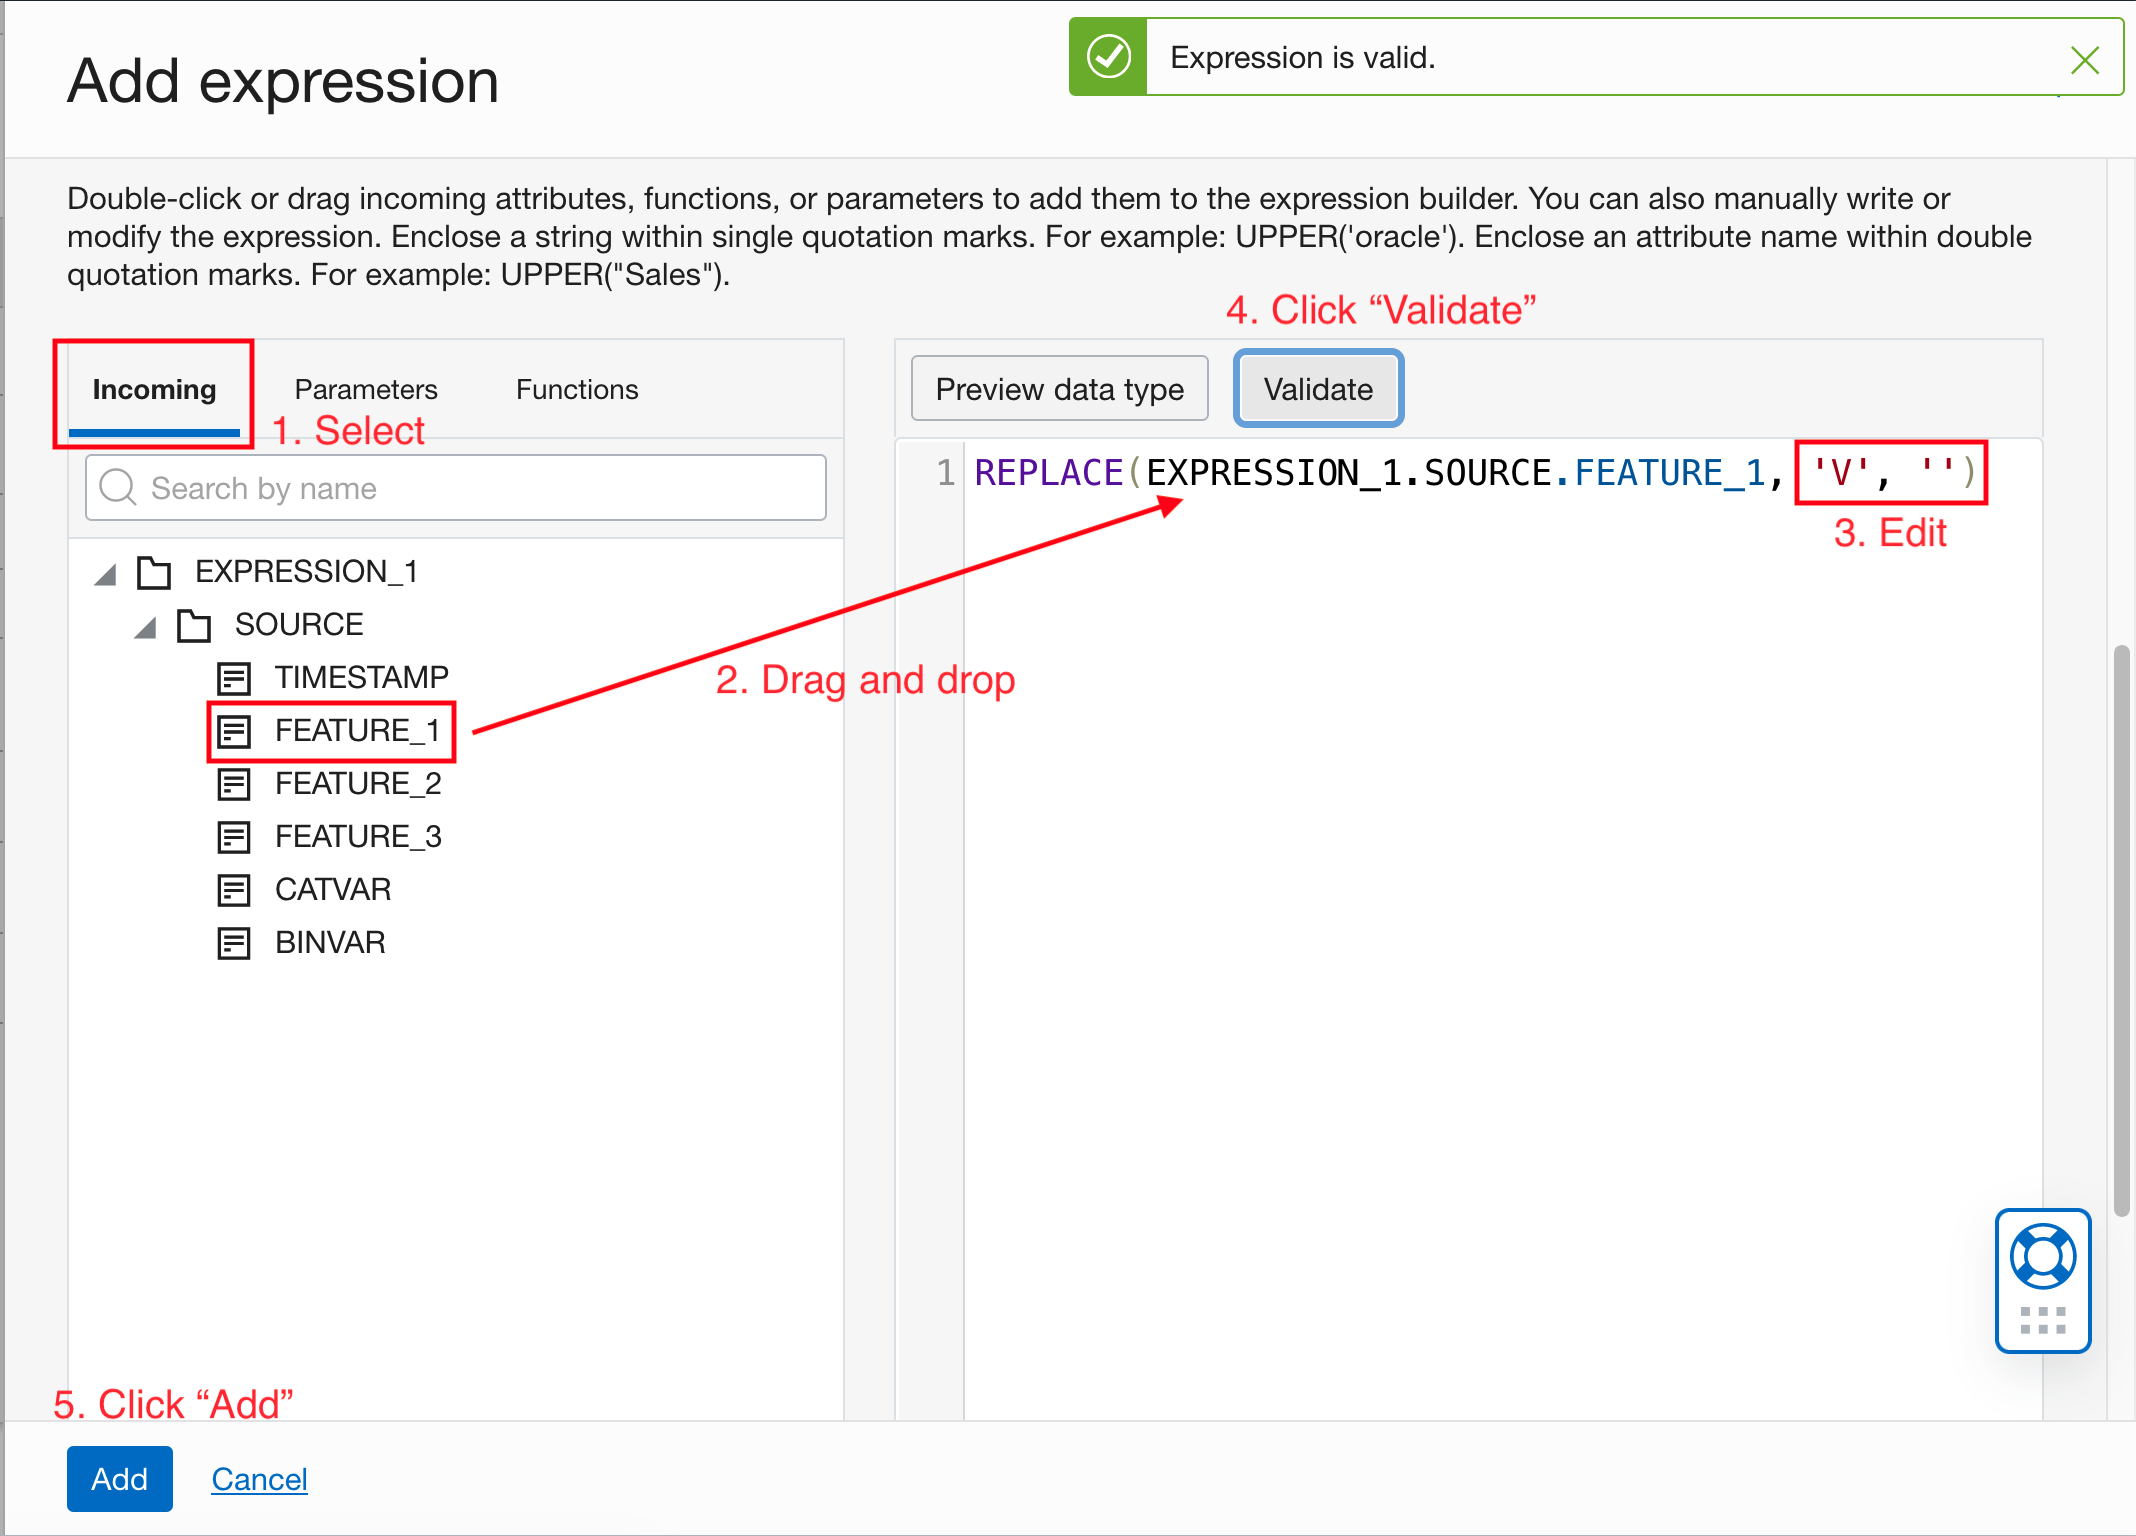 Add expression
Expression is valid.
Double-click or drag incoming attributes, functions, or parameters to add them to the expression builder. You can also manually write or
modify the expression. Enclose a string within single quotation marks. For example: UPPER('oracle'). Enclose an attribute name within double
quotation marks. For example: UPPER("Sales").
4. Click “Validate”
Incoming Parameters Functions
1. Select
Preview data type Validate
Search by name
1 REPLACE(EXPRESSION_1.SOURCE.FEATURE_1, 'V', '')
3. Edit
EXPRESSION_1
SOURCE
TIMESTAMP
2. Drag and drop
FEATURE_1
FEATURE_2
FEATURE_3
CATVAR
BINVAR
5. Click “Add”
Add Cancel